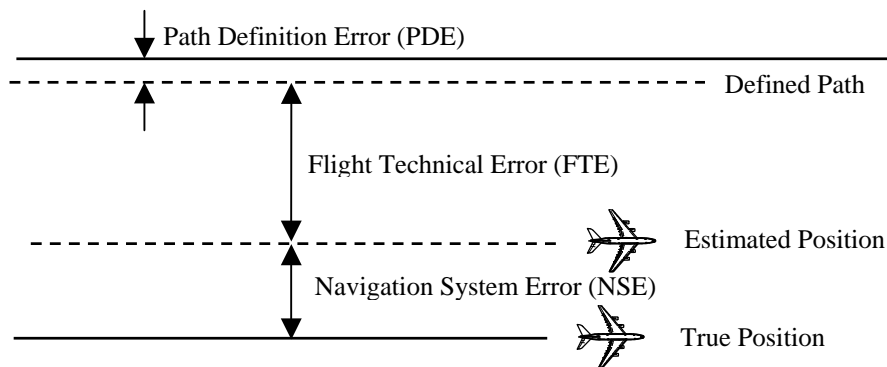 Path Definition Error (PDE)
Defined Path
Flight Technical Error (FTE)
Estimated Position
Navigation System Error (NSE)
True Position